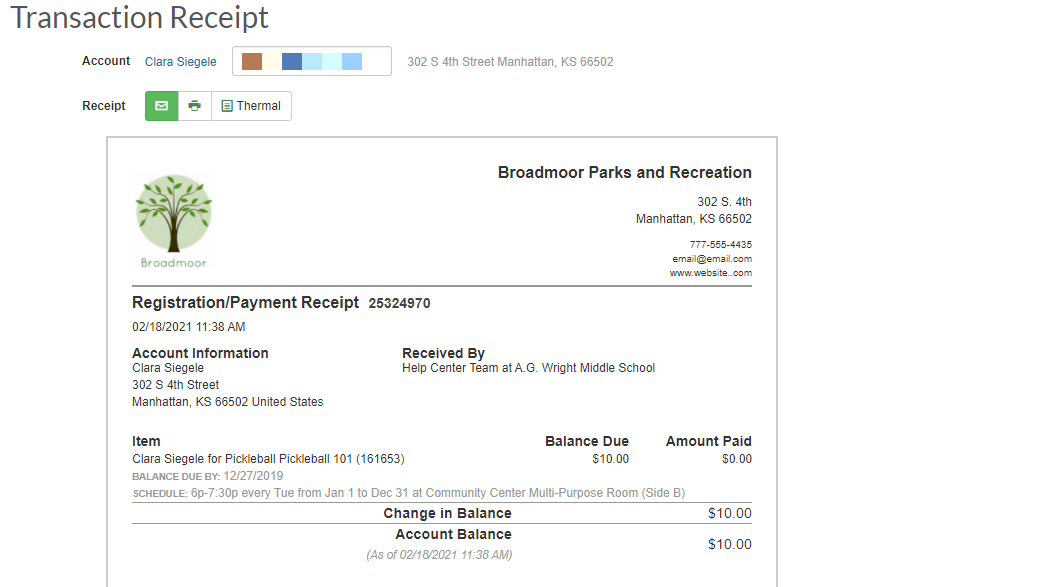 Transaction Receipt
Account Clara Siegele 302 S 4th Street Manhattan, KS 66502
Receipt Thermal
Broadmoor Parks and Recreation
302 S. 4th
Manhattan, KS 66502
777-555-4435
email@email.com
www.website..com
Broadmoor
Registration/Payment Receipt 25324970
02/18/2021 11:38 AM
Account Information Received By
Clara Siegele Help Center Team at A.G. Wright Middle School
302 S 4th Street
Manhattan, KS 66502 United States
Item Balance Due Amount Paid
Clara Siegele for Pickleball Pickleball 101 (161653) $10.00 $0.00
BALANCE DUE BY: 12/27/2019
SCHEDULE: 6p-7:30p every Tue from Jan 1 to Dec 31 at Community Center Multi-Purpose Room (Side B)
Change in Balance $10.00
Account Balance $10.00
(As of 02/18/2021 11:38 AM)